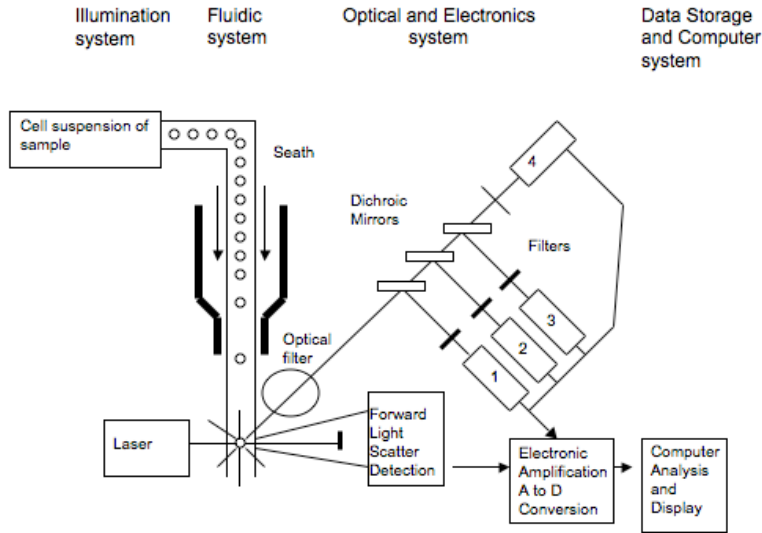 Illumination
system
Fluidic
system
Optical and Electronics
system
Data Storage
and Computer
system
Cell suspension of
sample
Seath
Dichroic
Mirrors
4
Filters
3
2
1
Optical
filter
Laser
Forward
Light
Scatter
Detection
Electronic
Amplification
A to D
Conversion
Computer
Analysis
and
Display